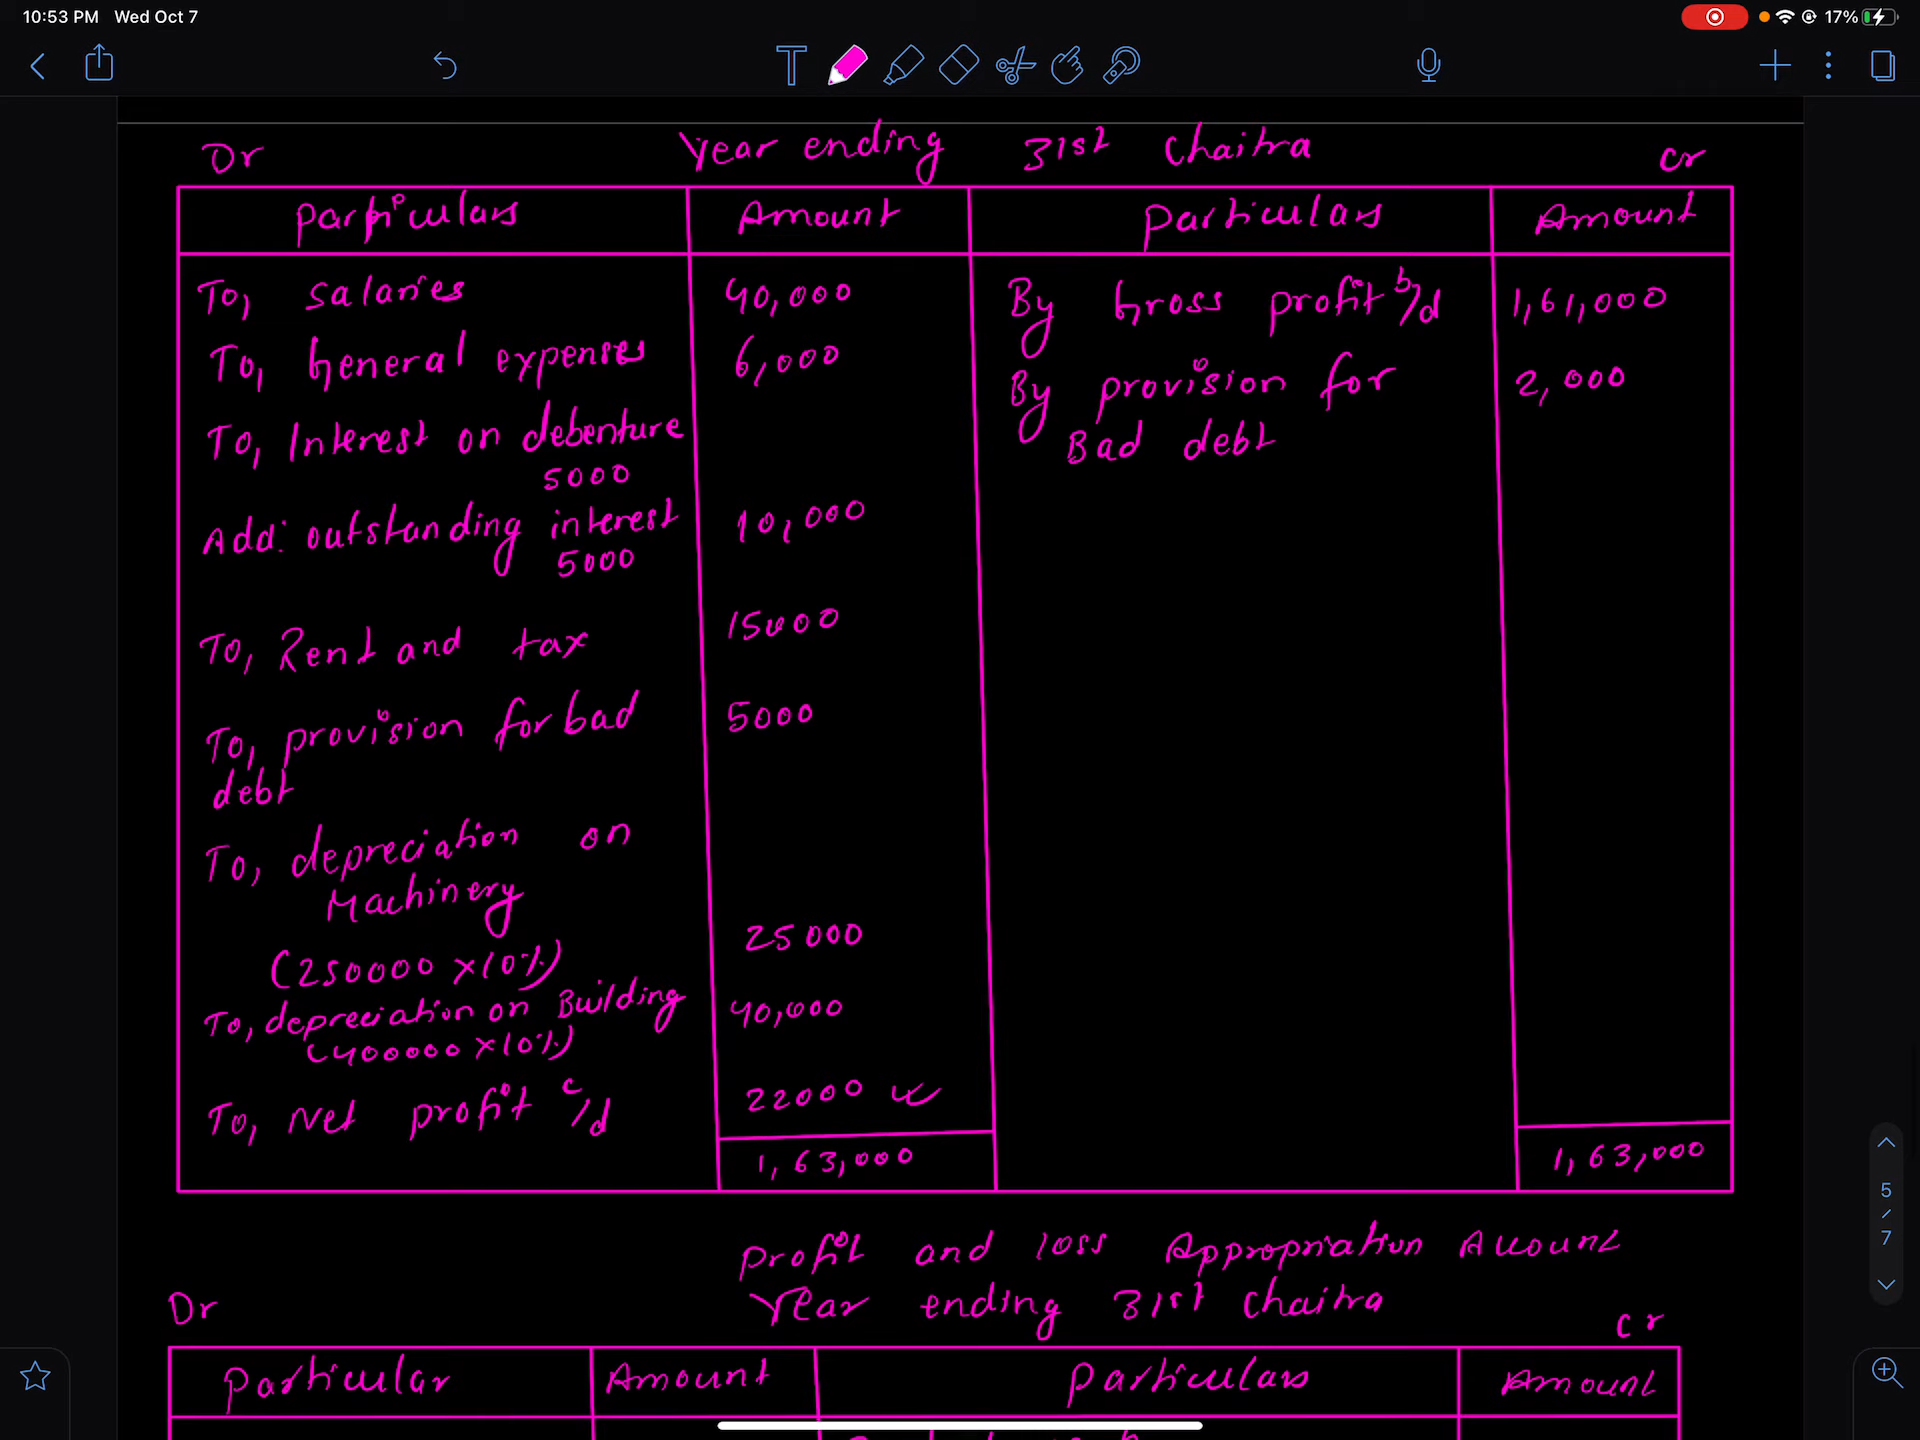 10:53 PM Wed Oct 7
17%
T
Dr Year ending 31st Chaitra cr
Particulars Amount Particulars Amount
To, salaries 40,000 By Gross profit b/d 1,61,000
To, General expenses 6,000 By provision for 2,000
Bad debt
To, Interest on debenture
5000
Add: outstanding interest 10,000
5000
To, Rent and tax 15000
To, provision for bad 5000
debt
To, depreciation on
Machinery
(250000 x 10%) 25000
To, depreciation on Building 40,000
(400000 x 10%)
To, Net profit c/d 22000
1,63,000 1,63,000
Profit and loss Appropriation Account
Dr Year ending 31st Chaitra cr
Particular Amount Particulars Amount
5
/
7